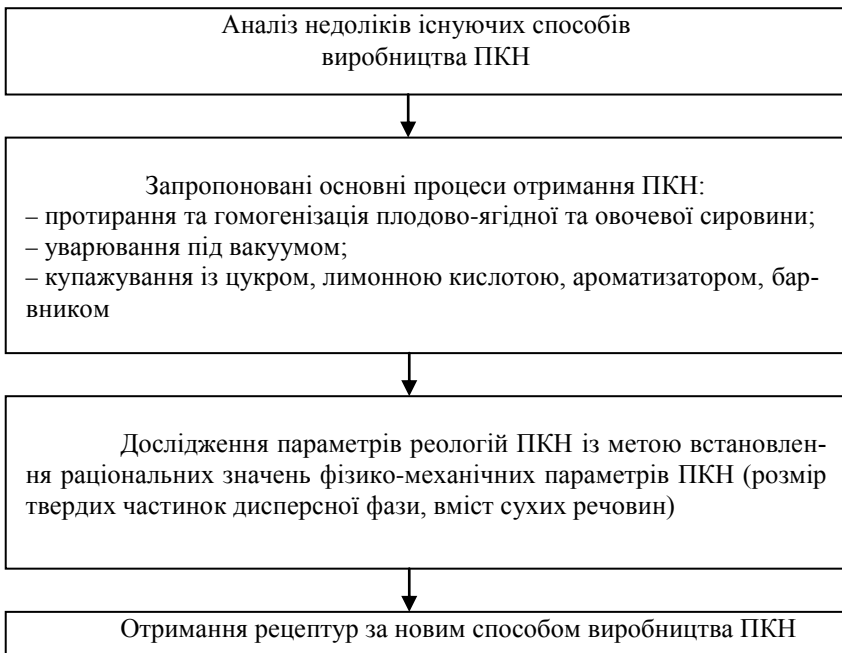 Аналіз недоліків існуючих способів
виробництва ПКН
Запропоновані основні процеси отримання ПКН:
– протирання та гомогенізація плодово-ягідної та овочевої сировини;
– уварювання під вакуумом;
– купажування із цукром, лимонною кислотою, ароматизатором, бар-
вником
Дослідження параметрів реологій ПКН із метою встановлен-
ня раціональних значень фізико-механічних параметрів ПКН (розмір
твердих частинок дисперсної фази, вміст сухих речовин)
Отримання рецептур за новим способом виробництва ПКН